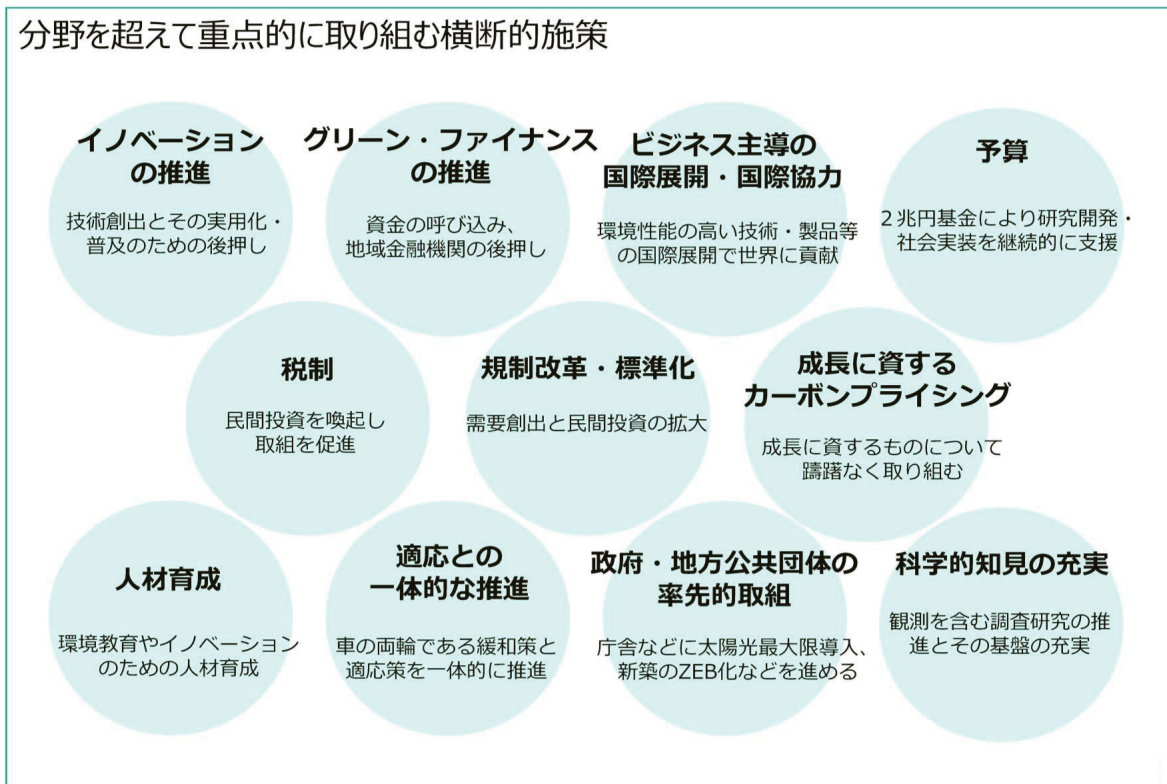 分野を超えて重点的に取り組む横断的施策
イノベーション
の推進
技術創出とその実用化・
普及のための後押し
グリーン・ファイナンス
の推進
資金の呼び込み、
地域金融機関の後押し
ビジネス主導の
国際展開・国際協力
環境性能の高い技術・製品等
の国際展開で世界に貢献
予算
２兆円基金により研究開発・
社会実装を継続的に支援
税制
民間投資を喚起し
取組を促進
規制改革・標準化
需要創出と民間投資の拡大
成長に資する
カーボンプライシング
成長に資するものについて
躊躇なく取り組む
人材育成
環境教育やイノベーション
のための人材育成
適応との
一体的な推進
車の両輪である緩和策と
適応策を一体的に推進
政府・地方公共団体の
率先的取組
庁舎などに太陽光最大限導入、
新築のZEB化などを進める
科学的知見の充実
観測を含む調査研究の推
進とその基盤の充実